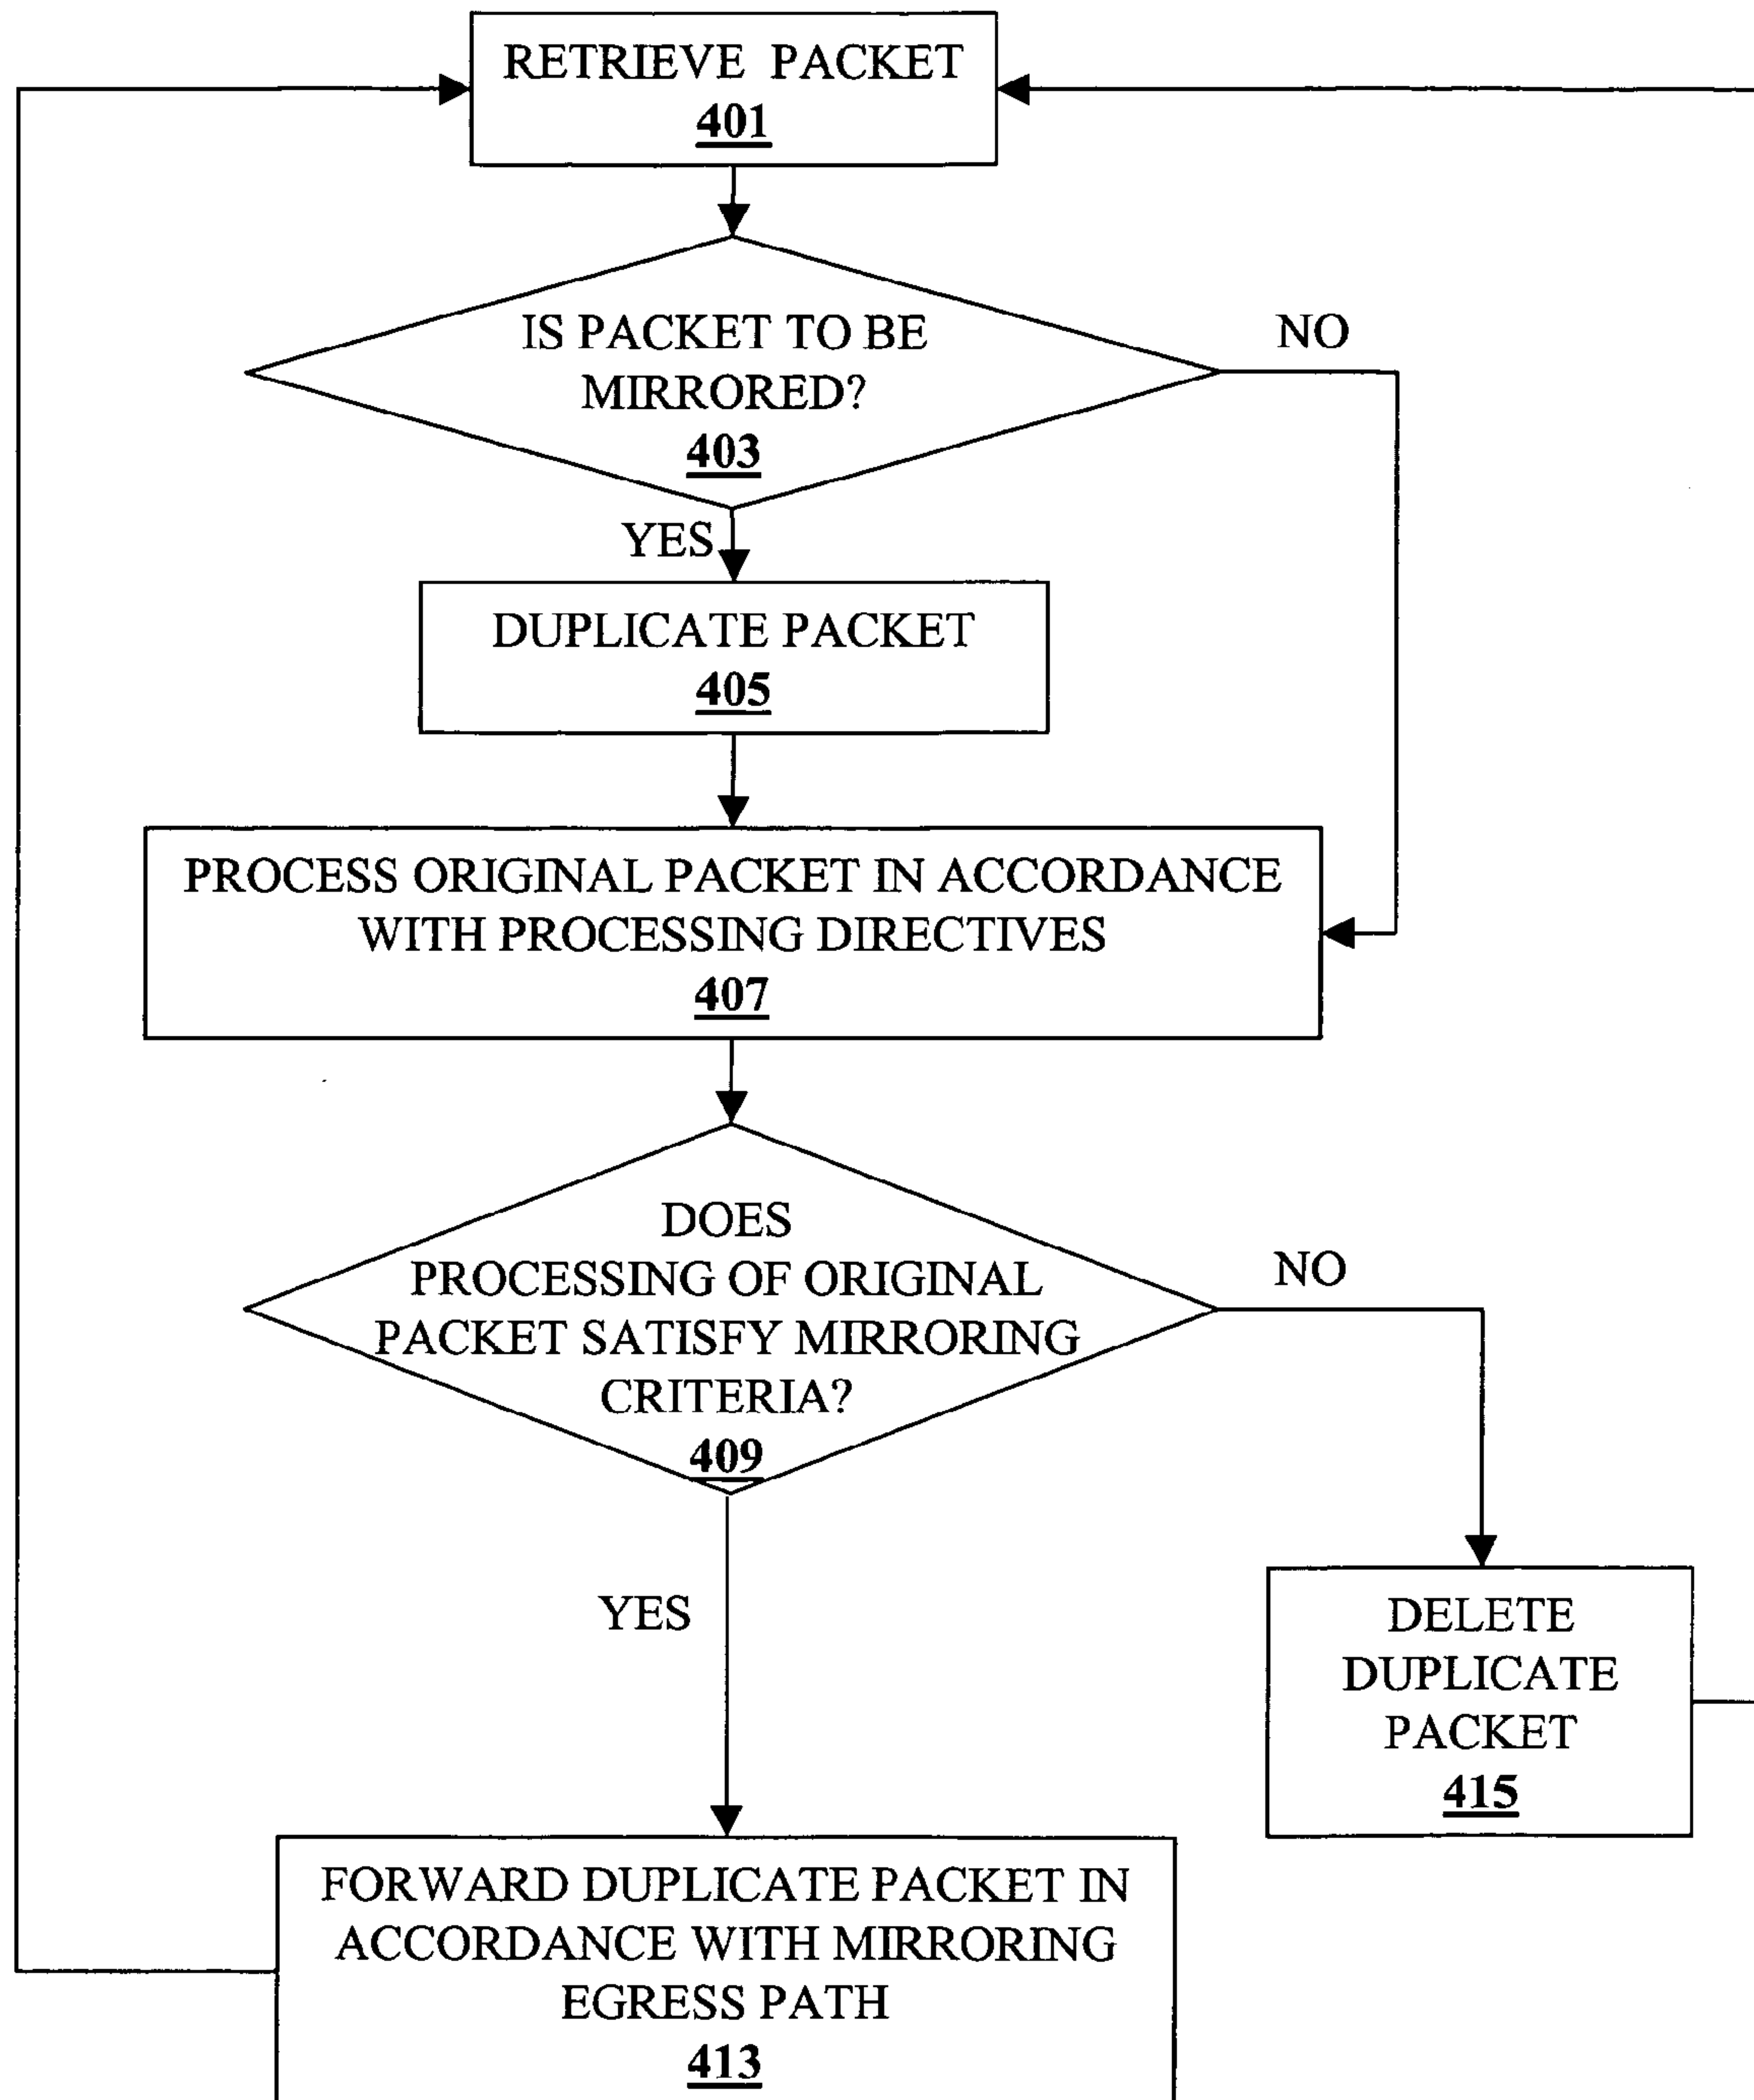 RETRIEVE PACKET
401
IS PACKET TO BE
MIRRORED?
403
NO
YES
DUPLICATE PACKET
405
PROCESS ORIGINAL PACKET IN ACCORDANCE
WITH PROCESSING DIRECTIVES
407
DOES
PROCESSING OF ORIGINAL
PACKET SATISFY MIRRORING
CRITERIA?
409
NO
YES
DELETE
DUPLICATE
PACKET
415
FORWARD DUPLICATE PACKET IN
ACCORDANCE WITH MIRRORING
EGRESS PATH
413